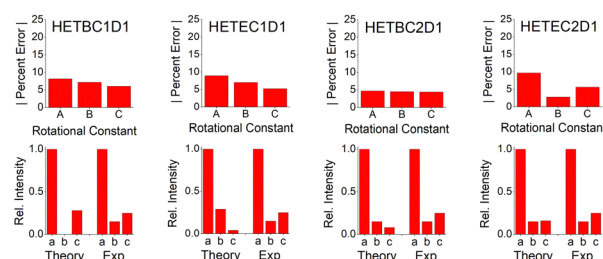 HETBC1D1
| Percent Error |
25
20
15
10
5
0
A B C
Rotational Constant
HETEC1D1
| Percent Error |
25
20
15
10
5
0
A B C
Rotational Constant
HETBC2D1
| Percent Error |
25
20
15
10
5
0
A B C
Rotational Constant
HETEC2D1
| Percent Error |
25
20
15
10
5
0
A B C
Rotational Constant
Rel. Intensity
1.0
0.5
0.0
a b c a b c
Theory Exp
Rel. Intensity
1.0
0.5
0.0
a b c a b c
Theory Exp
Rel. Intensity
1.0
0.5
0.0
a b c a b c
Theory Exp
Rel. Intensity
1.0
0.5
0.0
a b c a b c
Theory Exp